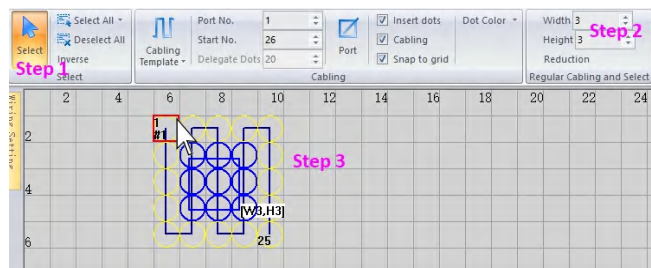 Select All
Deselect All
Inverse
Select
Step 1
Select
Cabling Template
Port No. 1
Start No. 26
Delegate Dots 20
Port
Insert dots
Cabling
Snap to grid
Dot Color
Cabling
Width 3
Height 3
Step 2
Reduction
Regular Cabling and Select
Wiring Setting
2 4 6 8 10 12 14 16 18 20 22 24
1
#1
2
Step 3
4
[W3,H3]
25
6